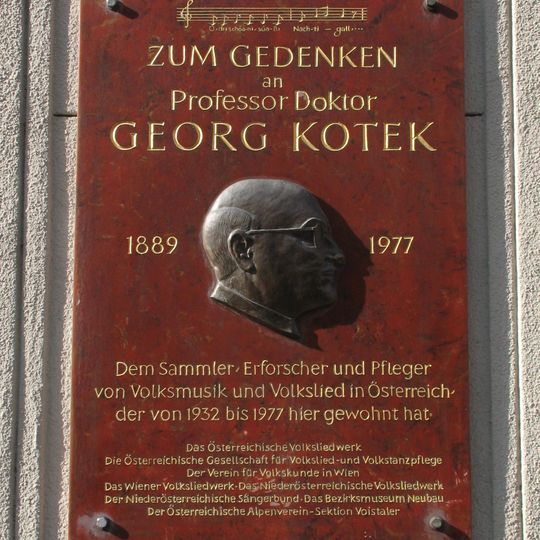 Nach-ti - gall...
ZUM GEDENKEN
an
Professor Doktor
GEORG KOTEK
1889 1977
Dem Sammler· Erforscher und Pfleger
von Volksmusik und Volkslied in Österreich·
der von 1932 bis 1977 hier gewohnt hat·
Das Österreichische Volksliedwerk
Die Österreichische Gesellschaft für Volkslied-und Volkstanzpflege
Der Verein für Volkskunde in Wien
Das Wiener Volksliedwerk·Das Niederösterreichische Volksliedwerk
Der Niederösterreichische Sängerbund·Das Bezirksmuseum Neubau
Der Österreichische Alpenverein-Sektion Voistaler